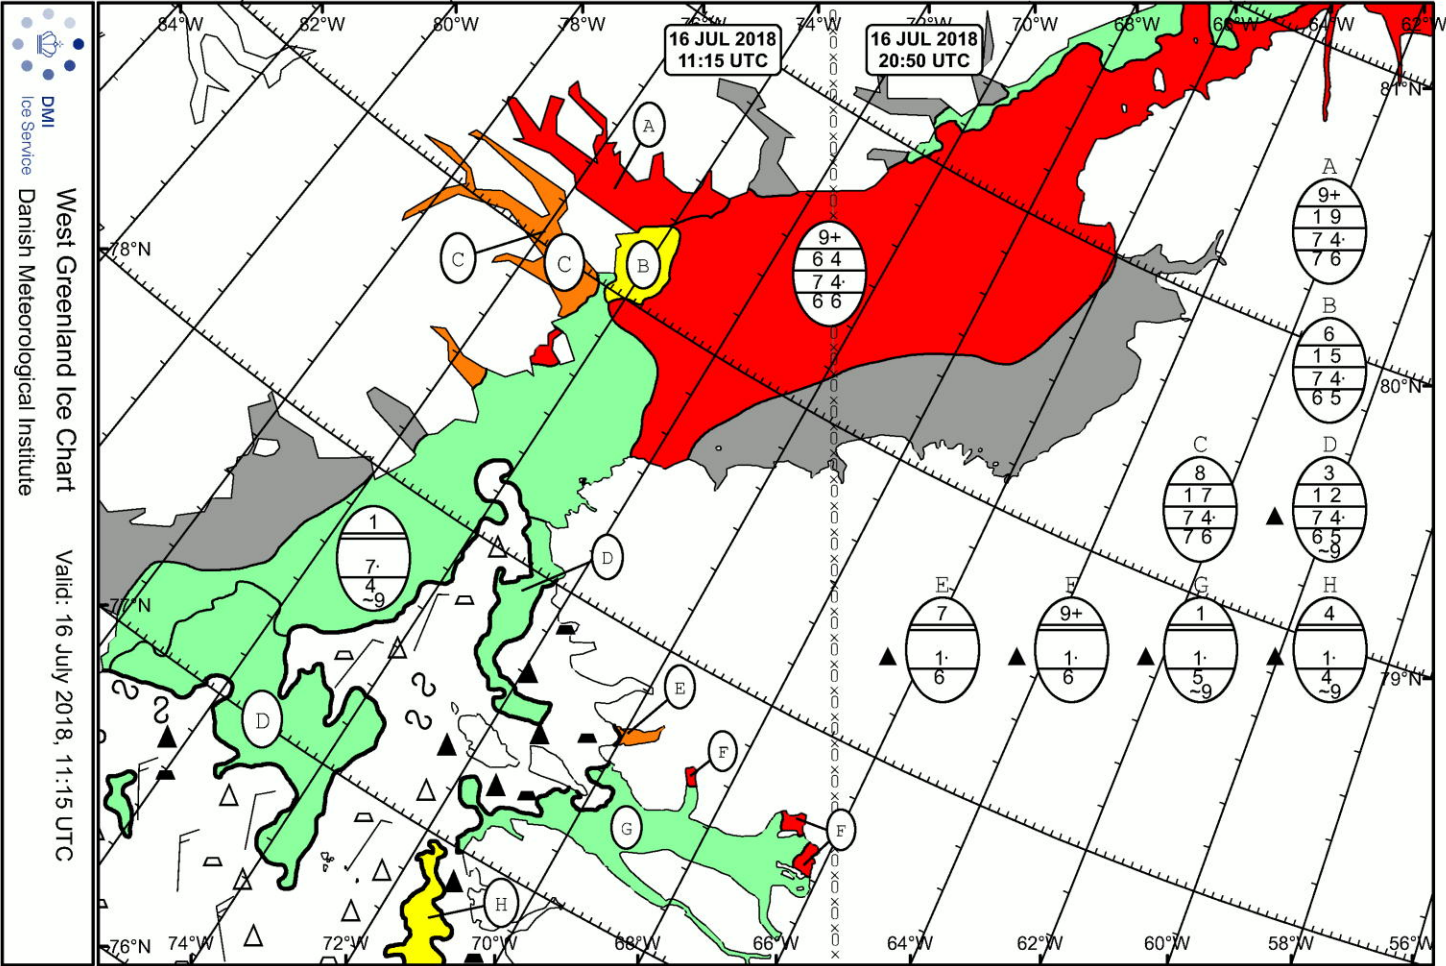 DMI
Ice Service
West Greenland Ice Chart
Valid: 16 July 2018, 11:15 UTC
Danish Meteorological Institute
84°W
82°W
80°W
78°W
76°W
74°W
72°W
70°W
68°W
66°W
64°W
62°W
16 JUL 2018
11:15 UTC
16 JUL 2018
20:50 UTC
81°N
80°N
79°N
78°N
77°N
76°N
A
C
C
B
9+
6 4
7 4·
6 6
1
7·
4
~9
D
D
E
F
G
F
H
A
9+
1 9
7 4·
7 6
B
6
1 5
7 4·
6 5
C
8
1 7
7 4·
7 6
D
3
1 2
7 4·
6 5
~9
E
7
1·
6
F
9+
1·
6
G
1
1·
5
~9
H
4
1·
4
~9
74°W
72°W
70°W
68°W
66°W
64°W
62°W
60°W
58°W
56°W